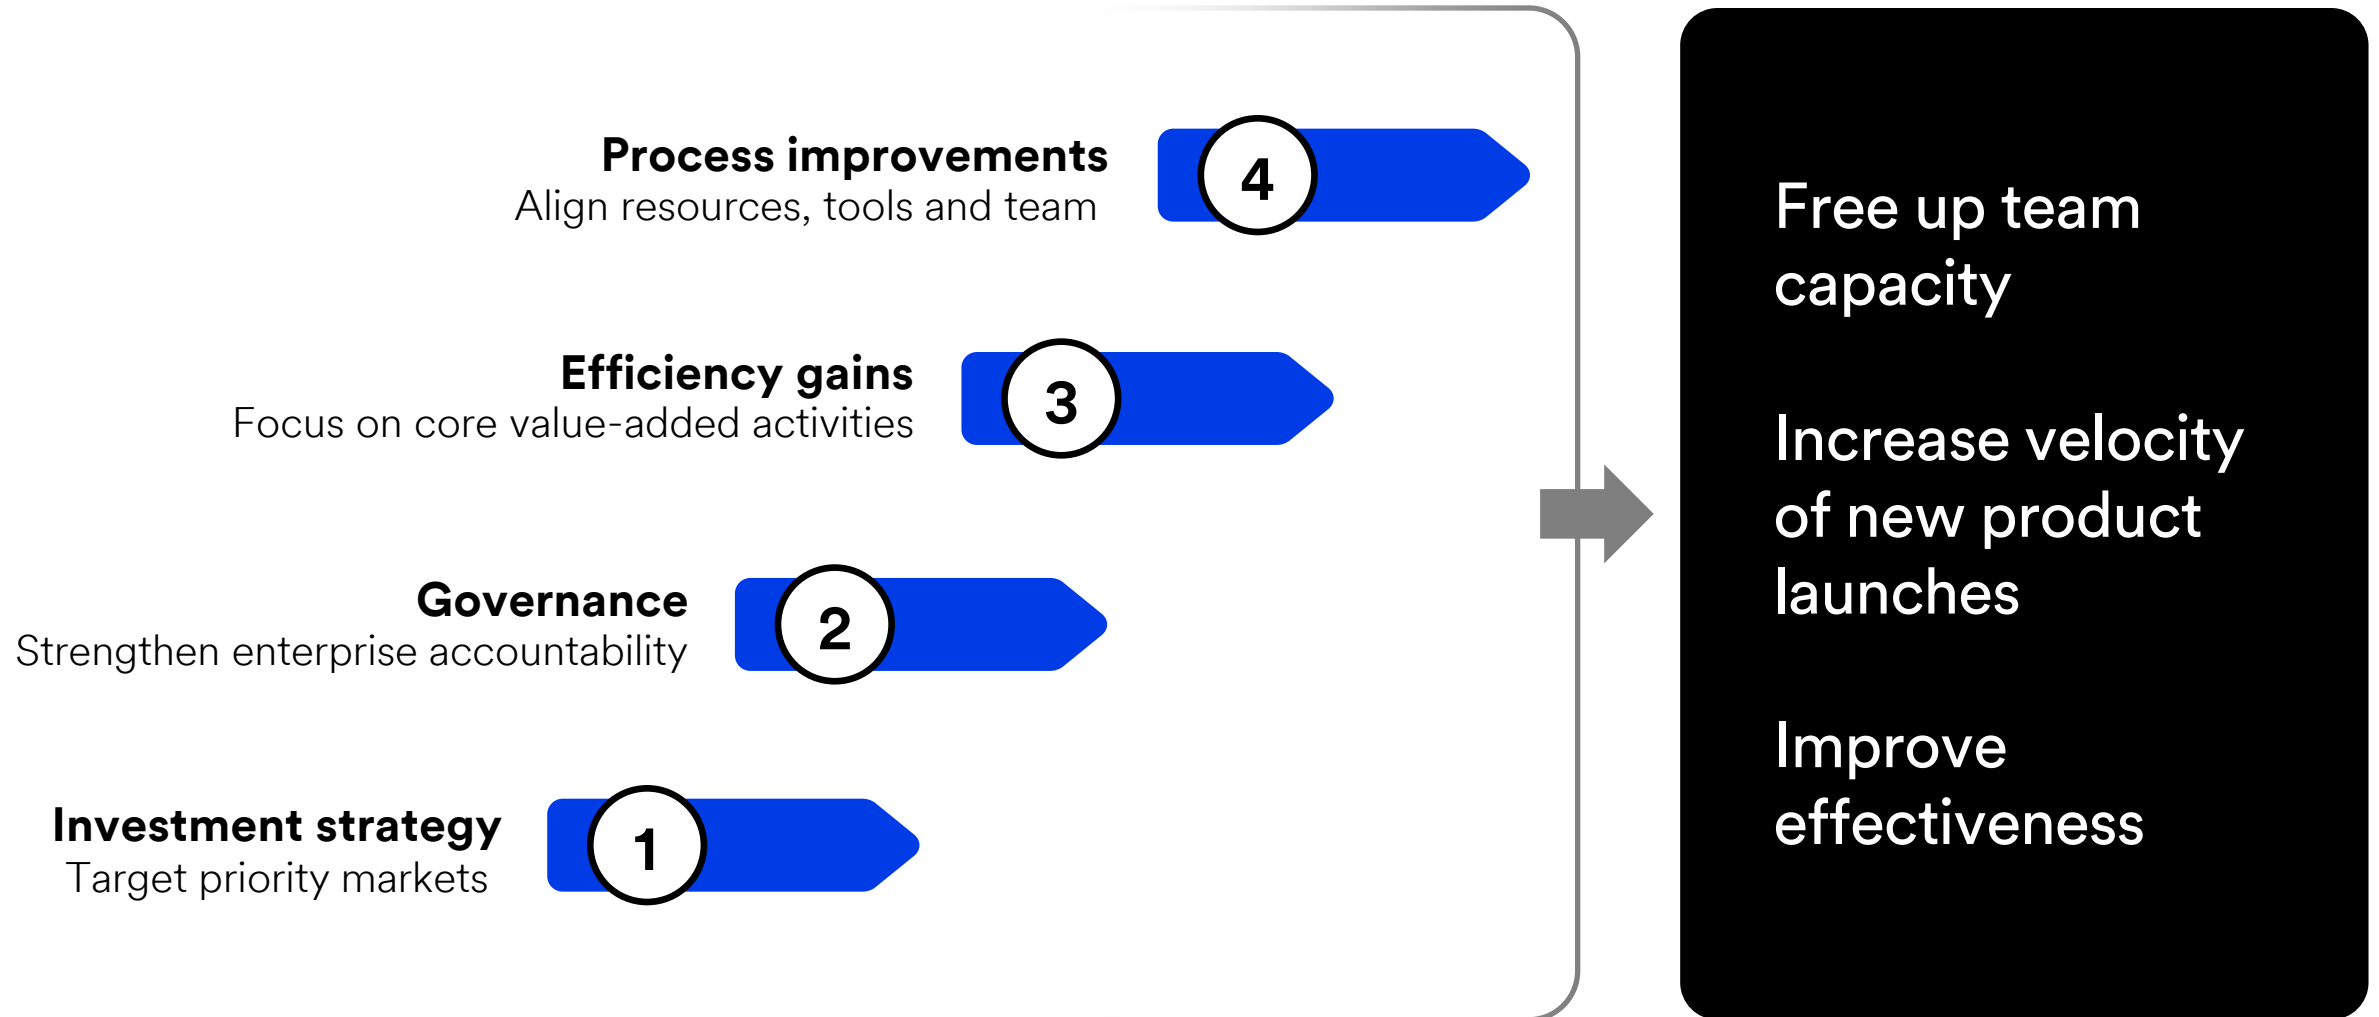 Process improvements
Align resources, tools and team
4
Efficiency gains
Focus on core value-added activities
3
Governance
Strengthen enterprise accountability
2
Investment strategy
Target priority markets
1
Free up team
capacity
Increase velocity
of new product
launches
Improve
effectiveness